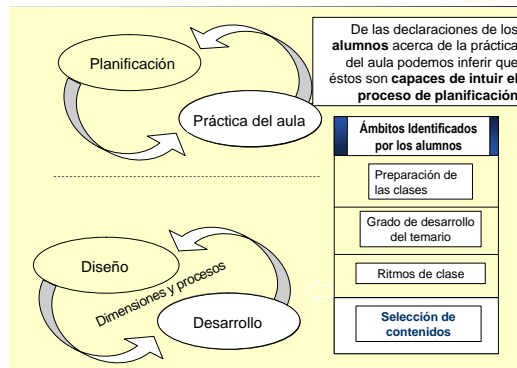 De las declaraciones de los
alumnos acerca de la práctica
del aula podemos inferir que
éstos son capaces de intuir el
proceso de planificación
Planificación
Práctica del aula
Ámbitos Identificados
por los alumnos
Preparación de
las clases
Grado de desarrollo
del temario
Ritmos de clase
Selección de
contenidos
Diseño
Dimensiones y procesos
Desarrollo